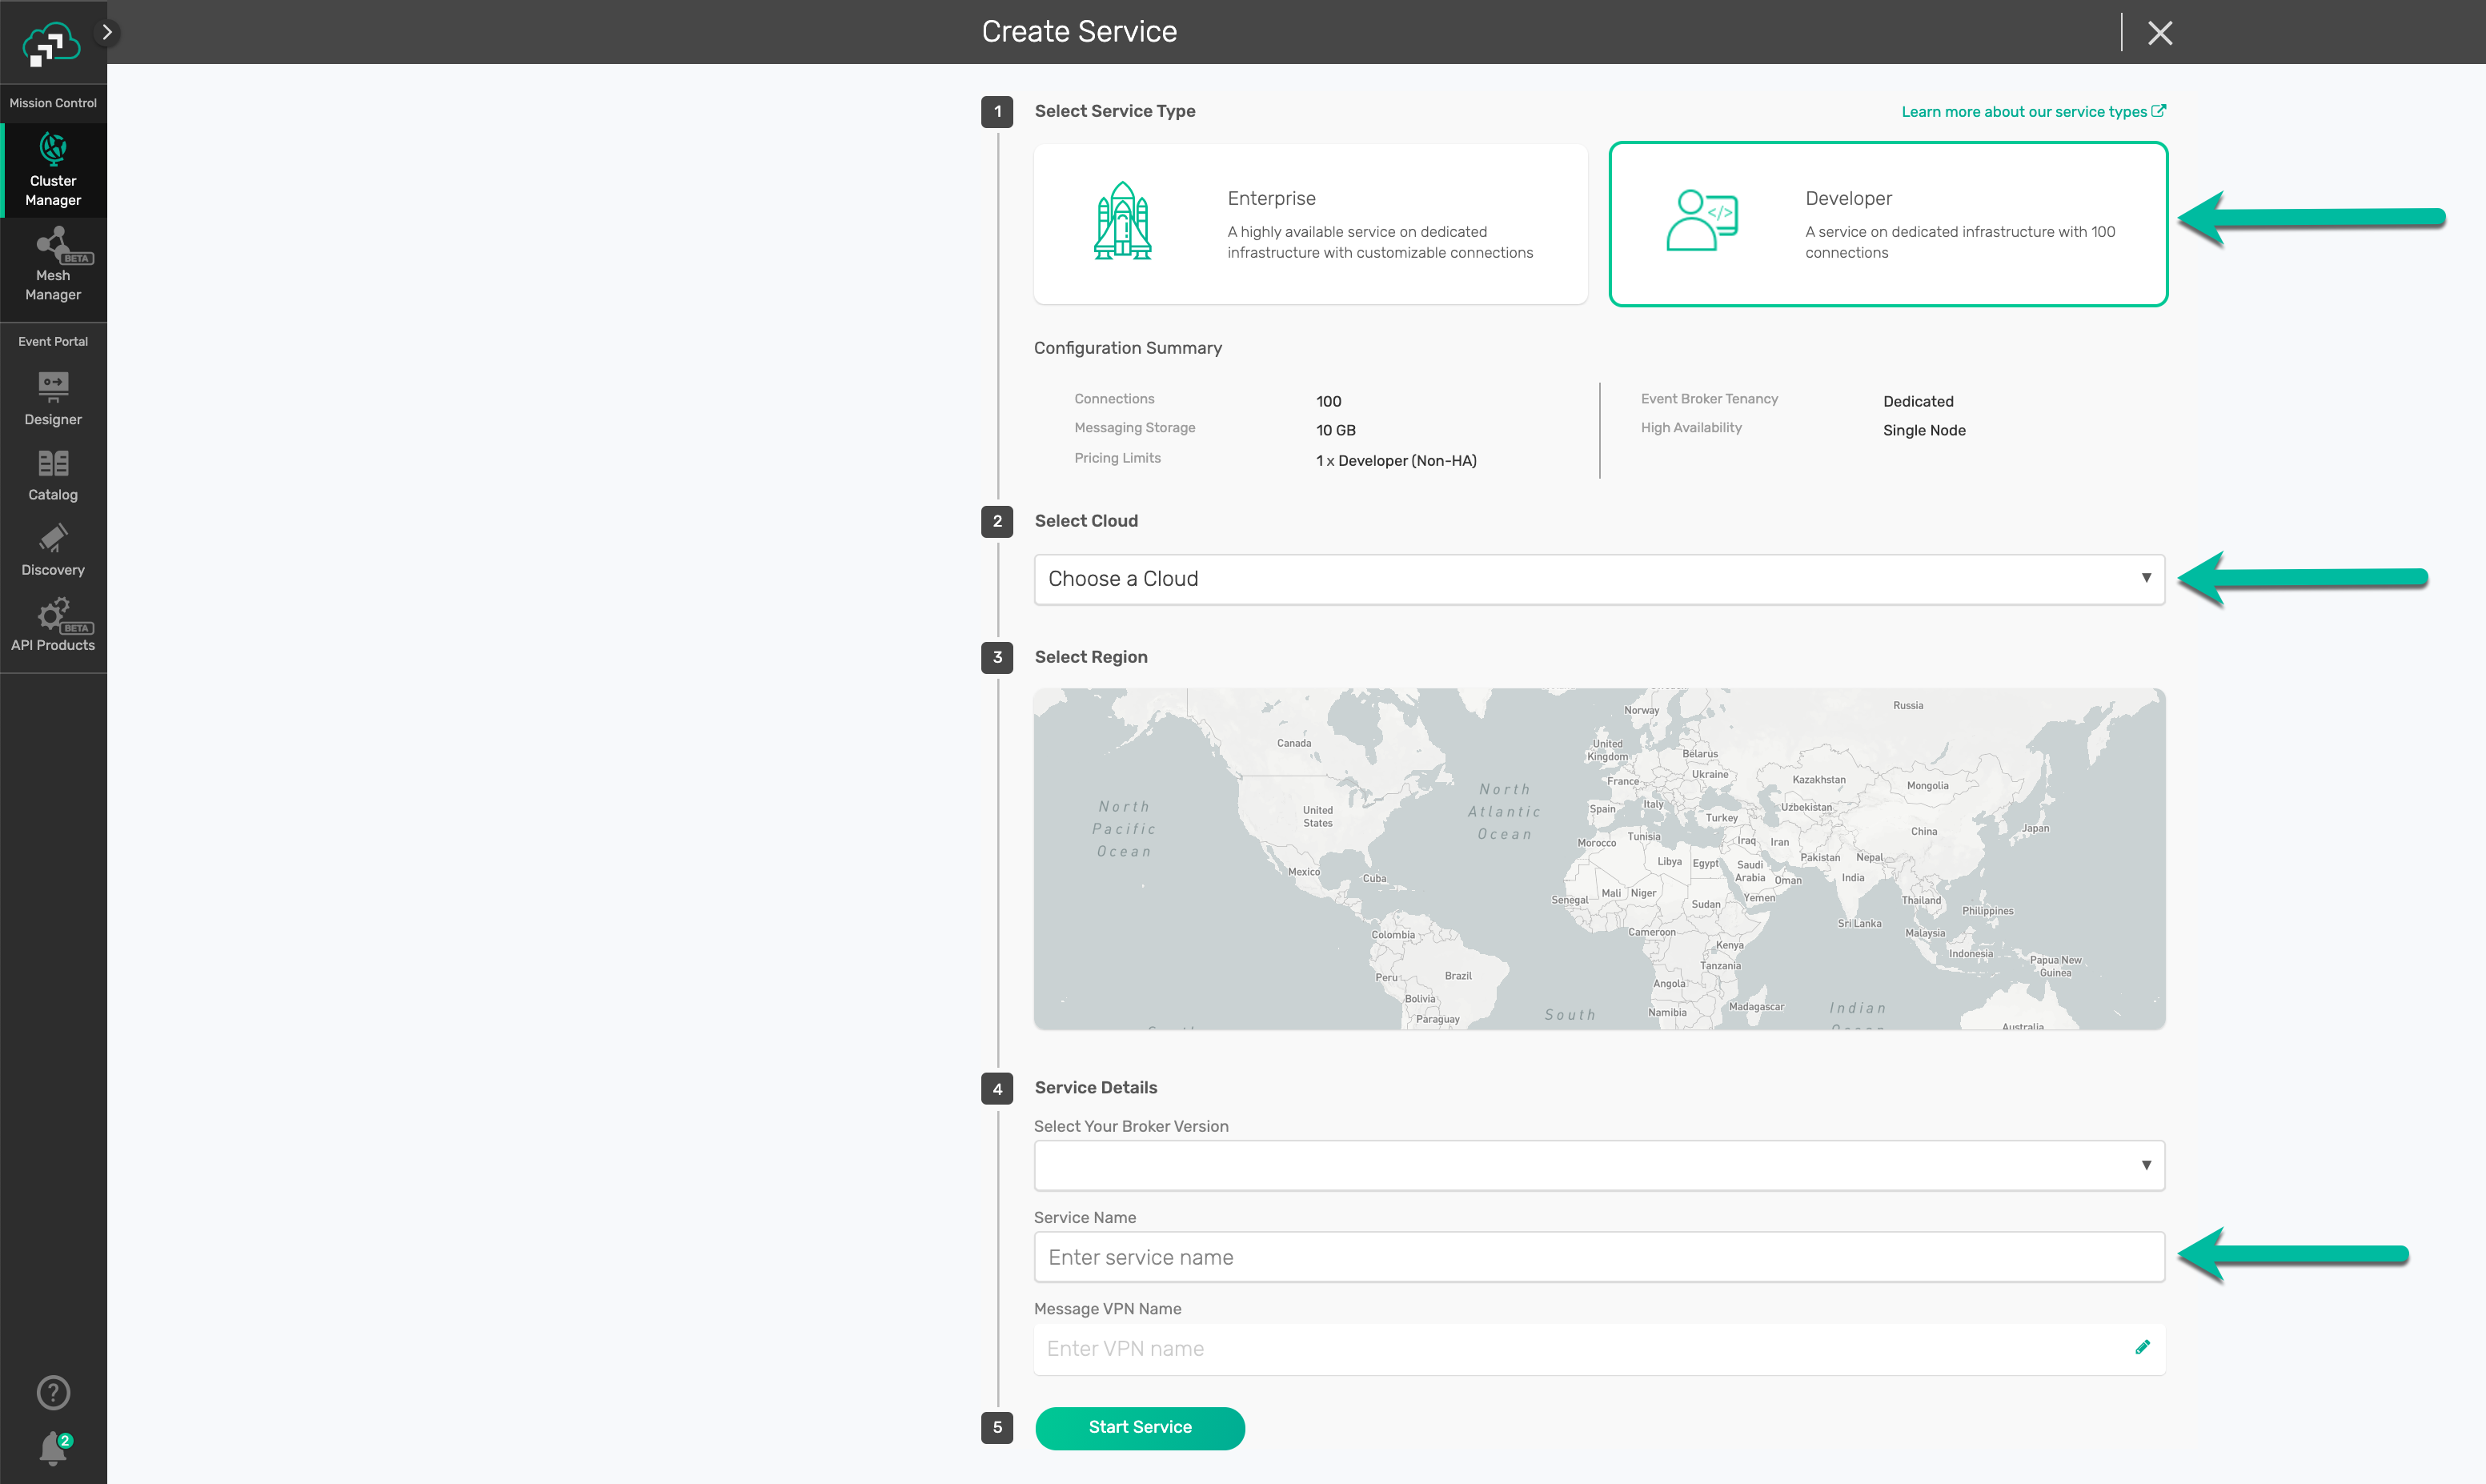 Create Service
Mission Control
Cluster
Manager
BETA
Mesh
Manager
Event Portal
Designer
Catalog
Discovery
BETA
API Products
?
2
1
Select Service Type
Learn more about our service types
Enterprise
A highly available service on dedicated
infrastructure with customizable connections
</>
Developer
A service on dedicated infrastructure with 100
connections
Configuration Summary
Connections
100
Messaging Storage
10 GB
Pricing Limits
1 x Developer (Non-HA)
Event Broker Tenancy
Dedicated
High Availability
Single Node
2
Select Cloud
Choose a Cloud
3
Select Region
Norway
Russia
Canada
United
Kingdom
Belarus
Ukraine
France
Kazakhstan
Mongolia
North
Pacific
Ocean
United
States
North
Atlantic
Ocean
Spain
Italy
Turkey
Uzbekistan
China
Japan
Morocco
Tunisia
Iraq
Iran
Pakistan
Nepal
Libya
Egypt
Saudi
Arabia
Oman
India
Mexico
Cuba
Senegal
Mali
Niger
Sudan
Yemen
Thailand
Philippines
Sri Lanka
Malaysia
Colombia
Cameroon
Kenya
Indonesia
Papua New
Guinea
Peru
Brazil
Tanzania
Angola
Bolivia
Paraguay
South
Namibia
Madagascar
Indian
Ocean
Australia
4
Service Details
Select Your Broker Version
Service Name
Enter service name
Message VPN Name
Enter VPN name
5
Start Service